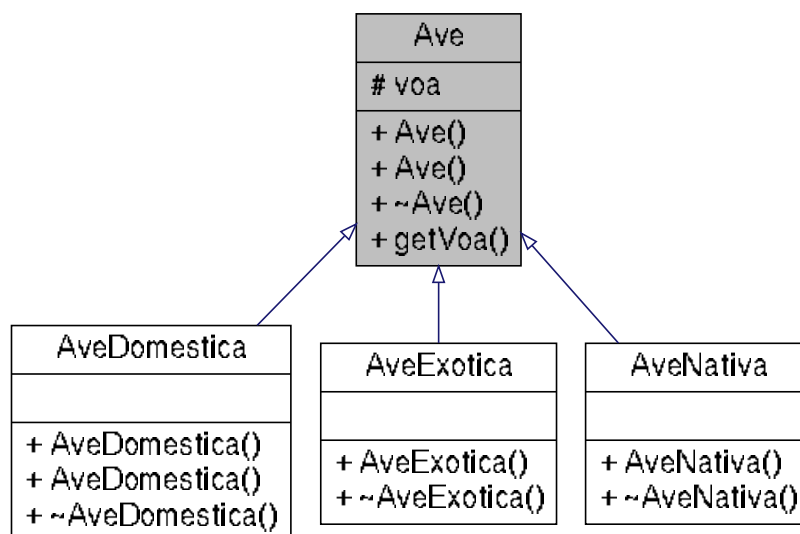 Ave
# voa
+ Ave()
+ Ave()
+ ~Ave()
+ getVoa()
AveDomestica
+ AveDomestica()
+ AveDomestica()
+ ~AveDomestica()
AveExotica
+ AveExotica()
+ ~AveExotica()
AveNativa
+ AveNativa()
+ ~AveNativa()